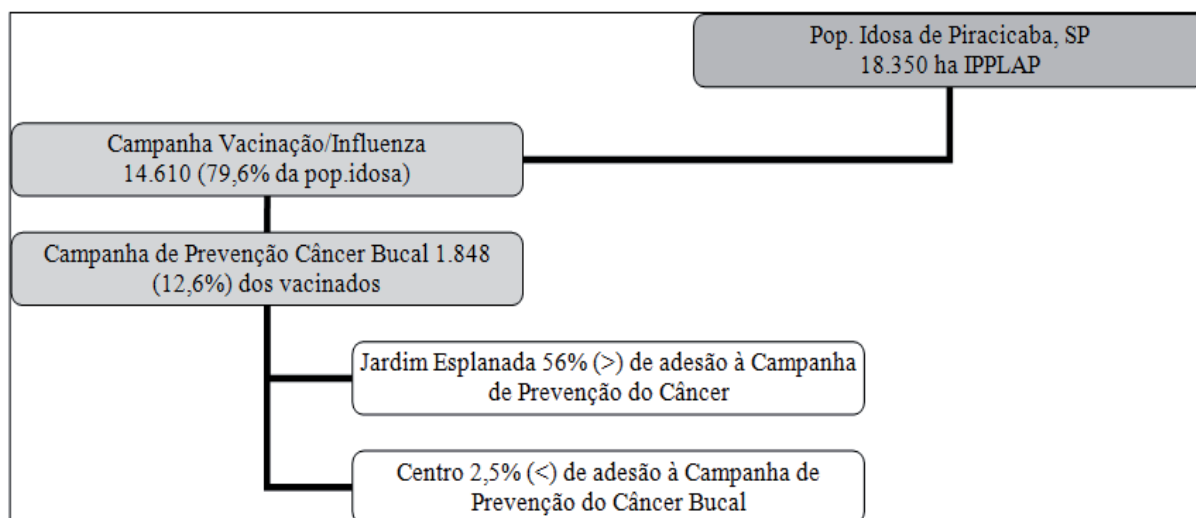 Pop. Idosa de Piracicaba, SP
18.350 ha IPPLAP
Campanha Vacinação/Influenza
14.610 (79,6% da pop.idosa)
Campanha de Prevenção Câncer Bucal 1.848
(12,6%) dos vacinados
Jardim Esplanada 56% (>) de adesão à Campanha
de Prevenção do Câncer
Centro 2,5% (<) de adesão à Campanha de
Prevenção do Câncer Bucal